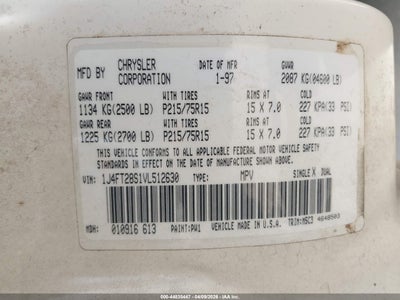 MFD BY CHRYSLER CORPORATION DATE OF MFR 1-97 GVWR 2087 KG(04600 LB)
GAWR FRONT WITH TIRES RIMS AT COLD
1134 KG(2500 LB) P215/75R15 15 X 7.0 227 KPA(33 PSI)
GAWR REAR WITH TIRES RIMS AT COLD
1225 KG(2700 LB) P215/75R15 15 X 7.0 227 KPA(33 PSI)
THIS VEHICLE CONFORMS TO ALL APPLICABLE FEDERAL MOTOR VEHICLE SAFETY
STANDARDS IN EFFECT ON THE DATE OF MANUFACTURE SHOWN ABOVE.
VIN: 1J4FT28S1VL512630 TYPE: MPV SINGLE X DUAL
MDH: 010916 613 PAINT: PW1 VEHICLE MADE IN U.S.A. TRIM: M5C3 4648503
000-44838447 - 04/09/2026 - IAA Inc.